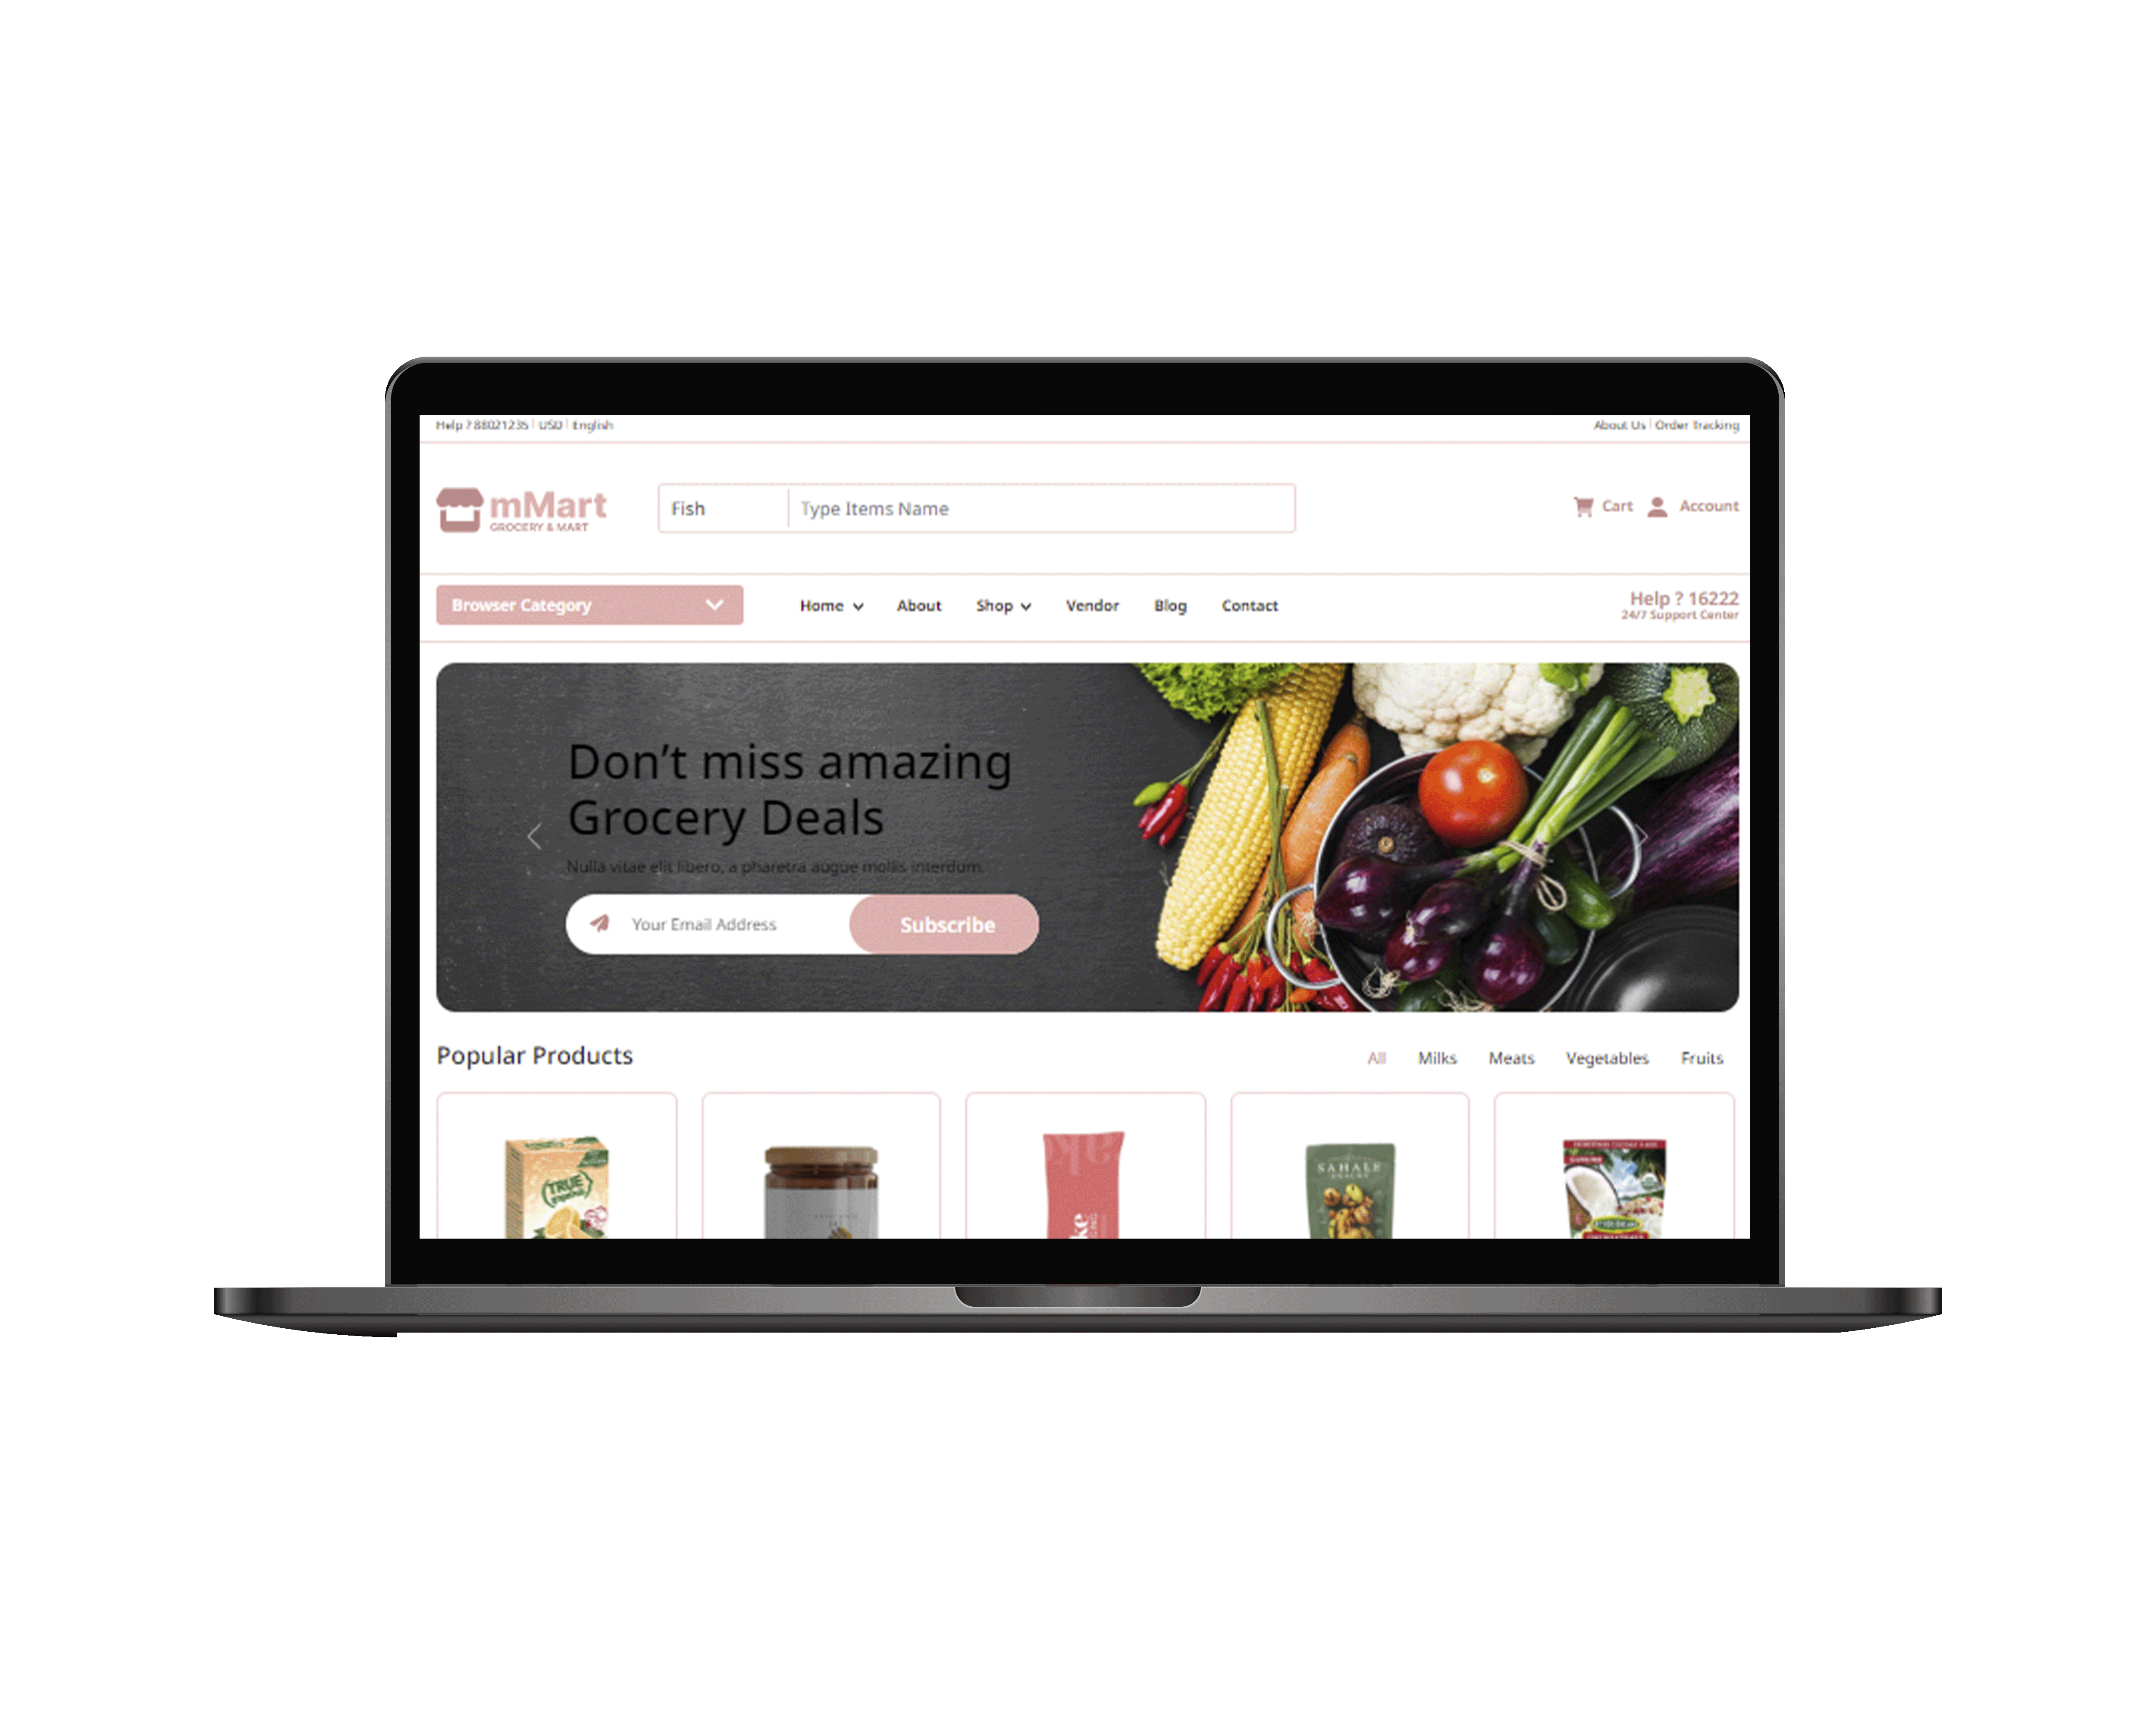 Help ? 88021235 | USD | English
About Us | Order Tracking
mMart
GROCERY & MART
Fish
Type Items Name
Cart
Account
Browser Category
Home
About
Shop
Vendor
Blog
Contact
Help ? 16222
24/7 Support Center
Don't miss amazing
Grocery Deals
Nulla vitae elit libero, a pharetra augue mollis interdum.
Your Email Address
Subscribe
Popular Products
All
Milks
Meats
Vegetables
Fruits
TRUE
SAHALE
SNACKS